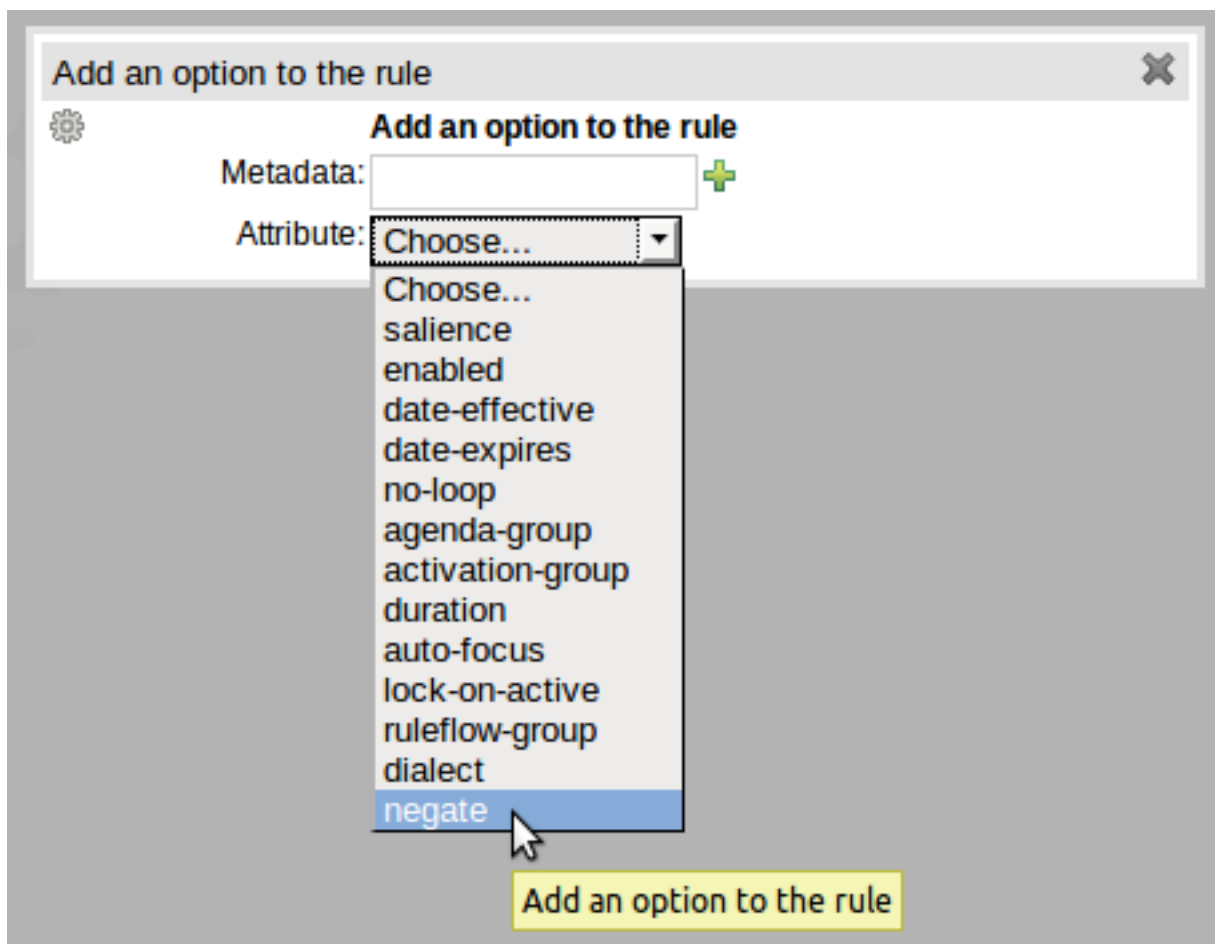 Add an option to the rule
Add an option to the rule
Metadata:
Attribute: Choose...
Choose...
salience
enabled
date-effective
date-expires
no-loop
agenda-group
activation-group
duration
auto-focus
lock-on-active
ruleflow-group
dialect
negate
Add an option to the rule